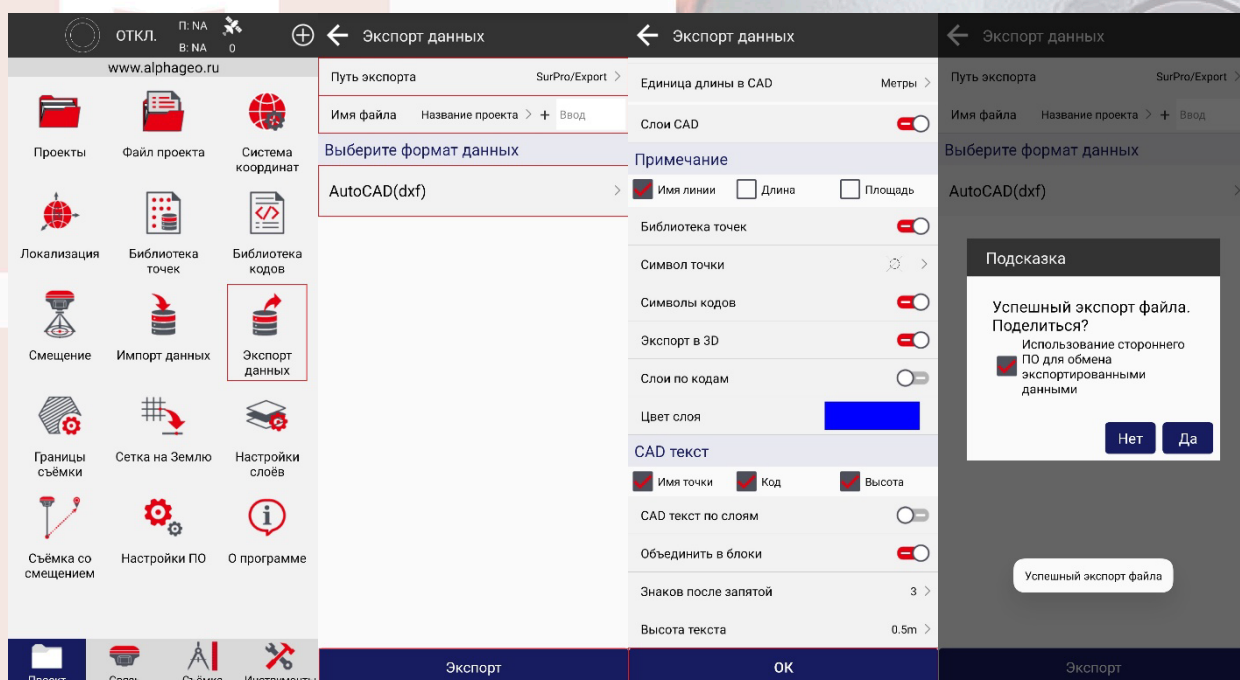 ОТКЛ.
П: NA
В: NA
0
www.alphageo.ru
Проекты
Файл проекта
Система
координат
Локализация
Библиотека
точек
Библиотека
кодов
Смещение
Импорт данных
Экспорт
данных
Границы
съёмки
Сетка на Землю
Настройки
слоёв
Съёмка со
смещением
Настройки ПО
О программе
Проект
Связь
Съёмка
Инструменты
Экспорт данных
Путь экспорта
SurPro/Export >
Имя файла
Название проекта > + Ввод
Выберите формат данных
AutoCAD(dxf) >
Экспорт
Экспорт данных
Единица длины в CAD
Метры >
Слои CAD
Примечание
Имя линии
Длина
Площадь
Библиотека точек
Символ точки >
Символы кодов
Экспорт в 3D
Слои по кодам
Цвет слоя
CAD текст
Имя точки
Код
Высота
CAD текст по слоям
Объединить в блоки
Знаков после запятой
3 >
Высота текста
0.5m >
ОК
Экспорт данных
Путь экспорта
SurPro/Export >
Имя файла
Название проекта > + Ввод
Выберите формат данных
AutoCAD(dxf) >
Подсказка
Успешный экспорт файла.
Поделиться?
Использование стороннего
ПО для обмена
экспортированными
данными
Нет
Да
Успешный экспорт файла
Экспорт